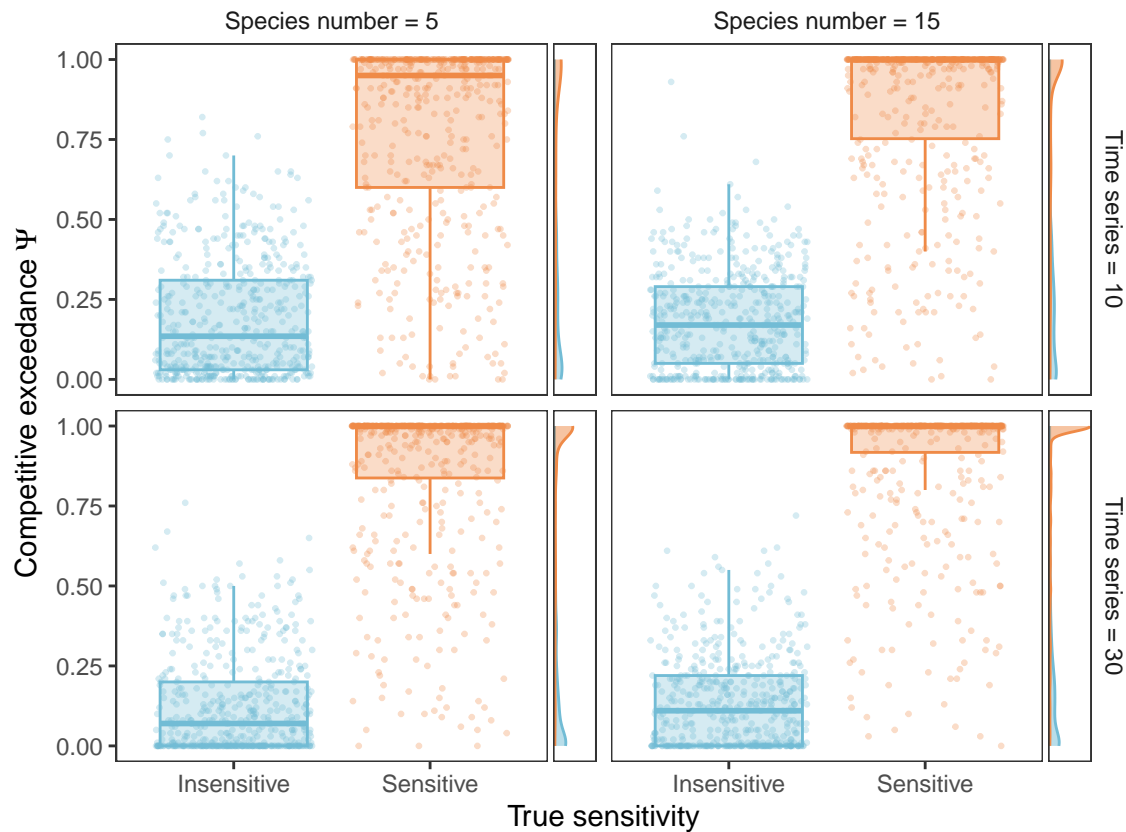 Species number = 5
Species number = 15
Competitive exceedance Ψ
1.00
0.75
0.50
0.25
0.00
Time series = 10
1.00
0.75
0.50
0.25
0.00
Time series = 30
Insensitive
Sensitive
Insensitive
Sensitive
True sensitivity